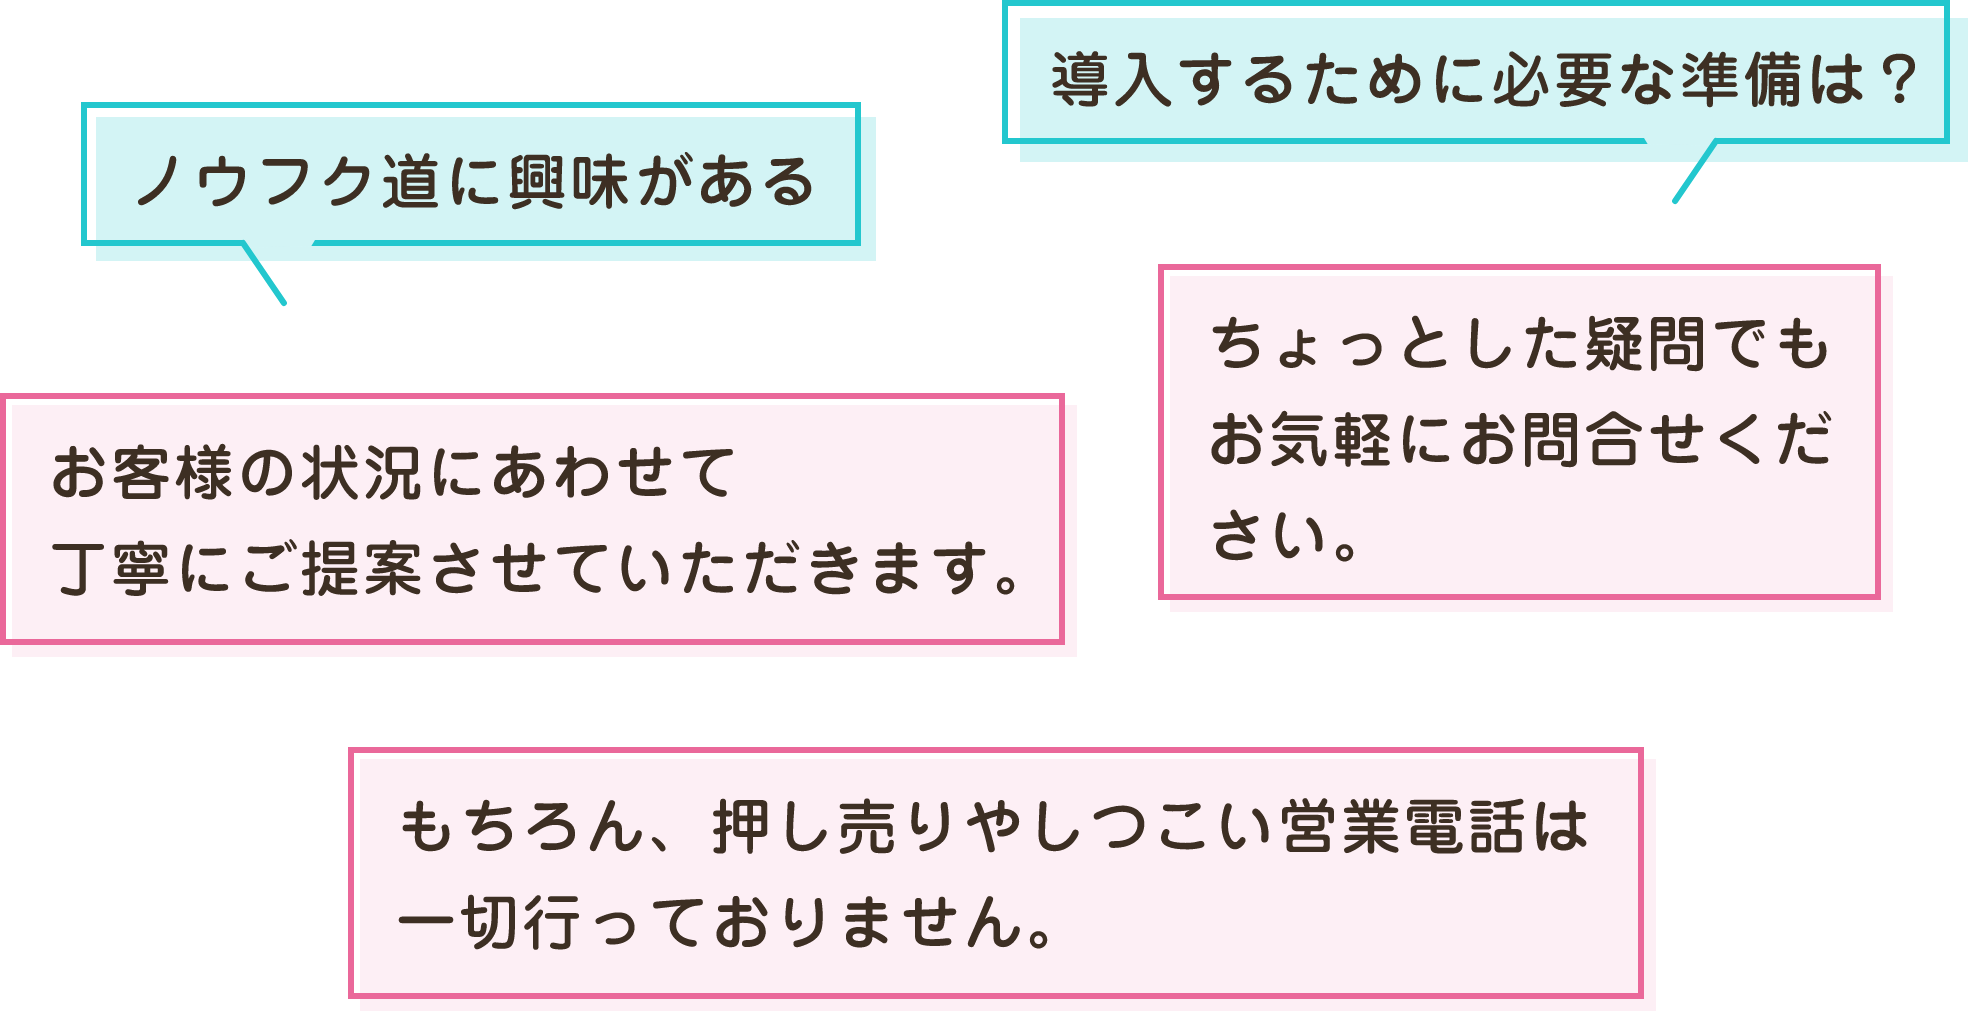 導入するために必要な準備は？
ノウフク道に興味がある
ちょっとした疑問でも
お気軽にお問合せくだ
さい。
お客様の状況にあわせて
丁寧にご提案させていただきます。
もちろん、押し売りやしつこい営業電話は
一切行っておりません。